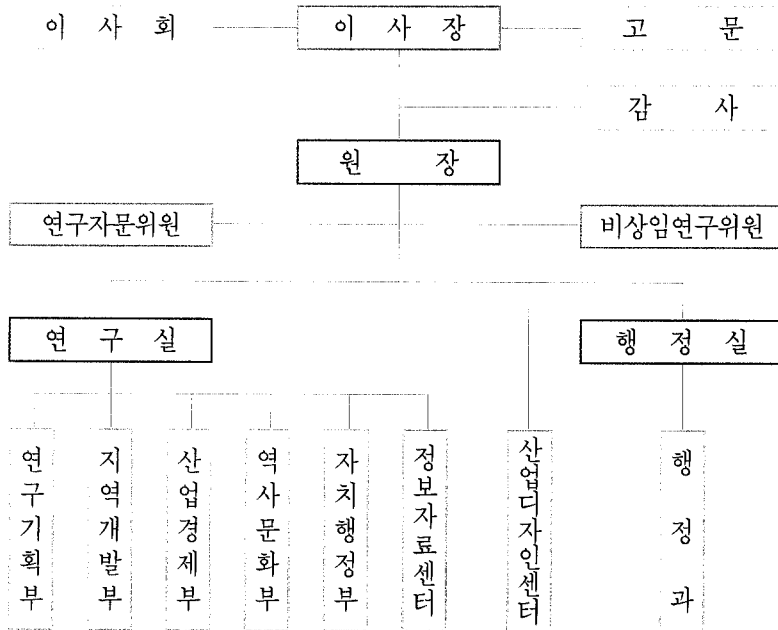 이 사 회
이 사 장
고 문
감 사
원 장
연구자문위원
비상임연구위원
연 구 실
행 정 실
연구기획부
지역개발부
산업경제부
역사문화부
자치행정부
정보자료센터
산업디자인센터
행정과